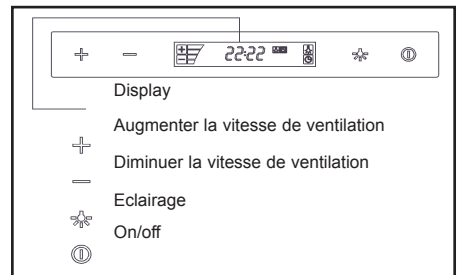 22:22
Display
Augmenter la vitesse de ventilation
Diminuer la vitesse de ventilation
Eclairage
On/off